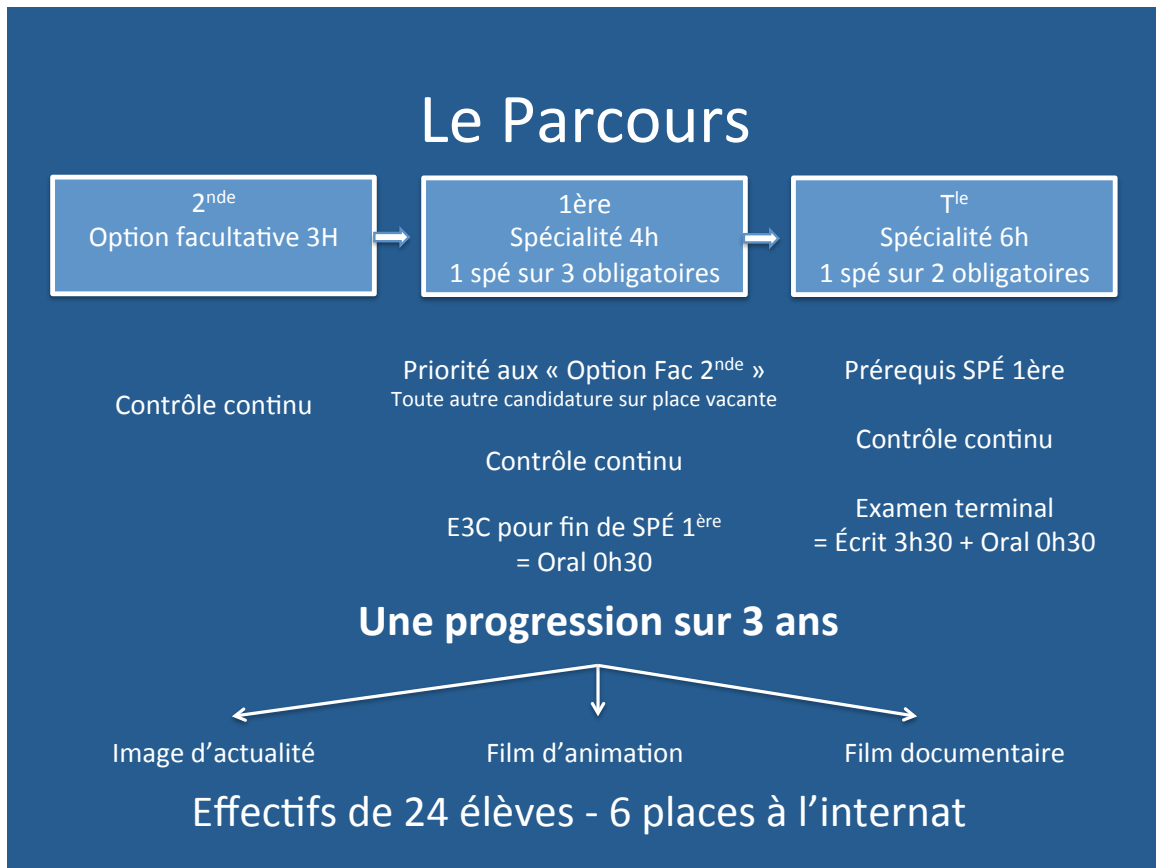 Le Parcours
2nde
Option facultative 3H
1ère
Spécialité 4h
1 spé sur 3 obligatoires
Tle
Spécialité 6h
1 spé sur 2 obligatoires
Contrôle continu
Priorité aux « Option Fac 2nde »
Toute autre candidature sur place vacante
Contrôle continu
E3C pour fin de SPÉ 1ère
= Oral 0h30
Prérequis SPÉ 1ère
Contrôle continu
Examen terminal
= Écrit 3h30 + Oral 0h30
Une progression sur 3 ans
Image d’actualité
Film d’animation
Film documentaire
Effectifs de 24 élèves - 6 places à l’internat